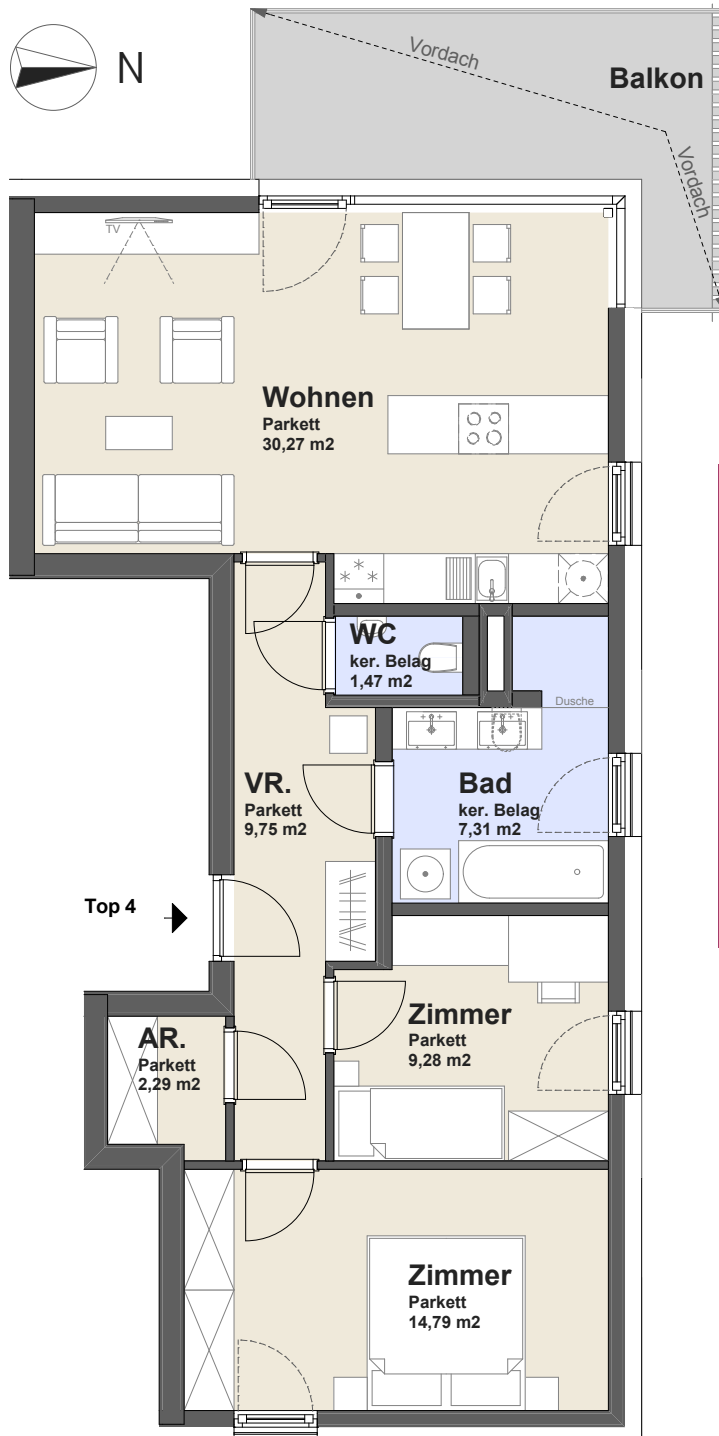 N
Vordach
Balkon
Vordach
TV
Wohnen
Parkett
30,27 m2
WC
ker. Belag
1,47 m2
Dusche
VR.
Parkett
9,75 m2
Bad
ker. Belag
7,31 m2
Top 4
Zimmer
Parkett
9,28 m2
AR.
Parkett
2,29 m2
Zimmer
Parkett
14,79 m2